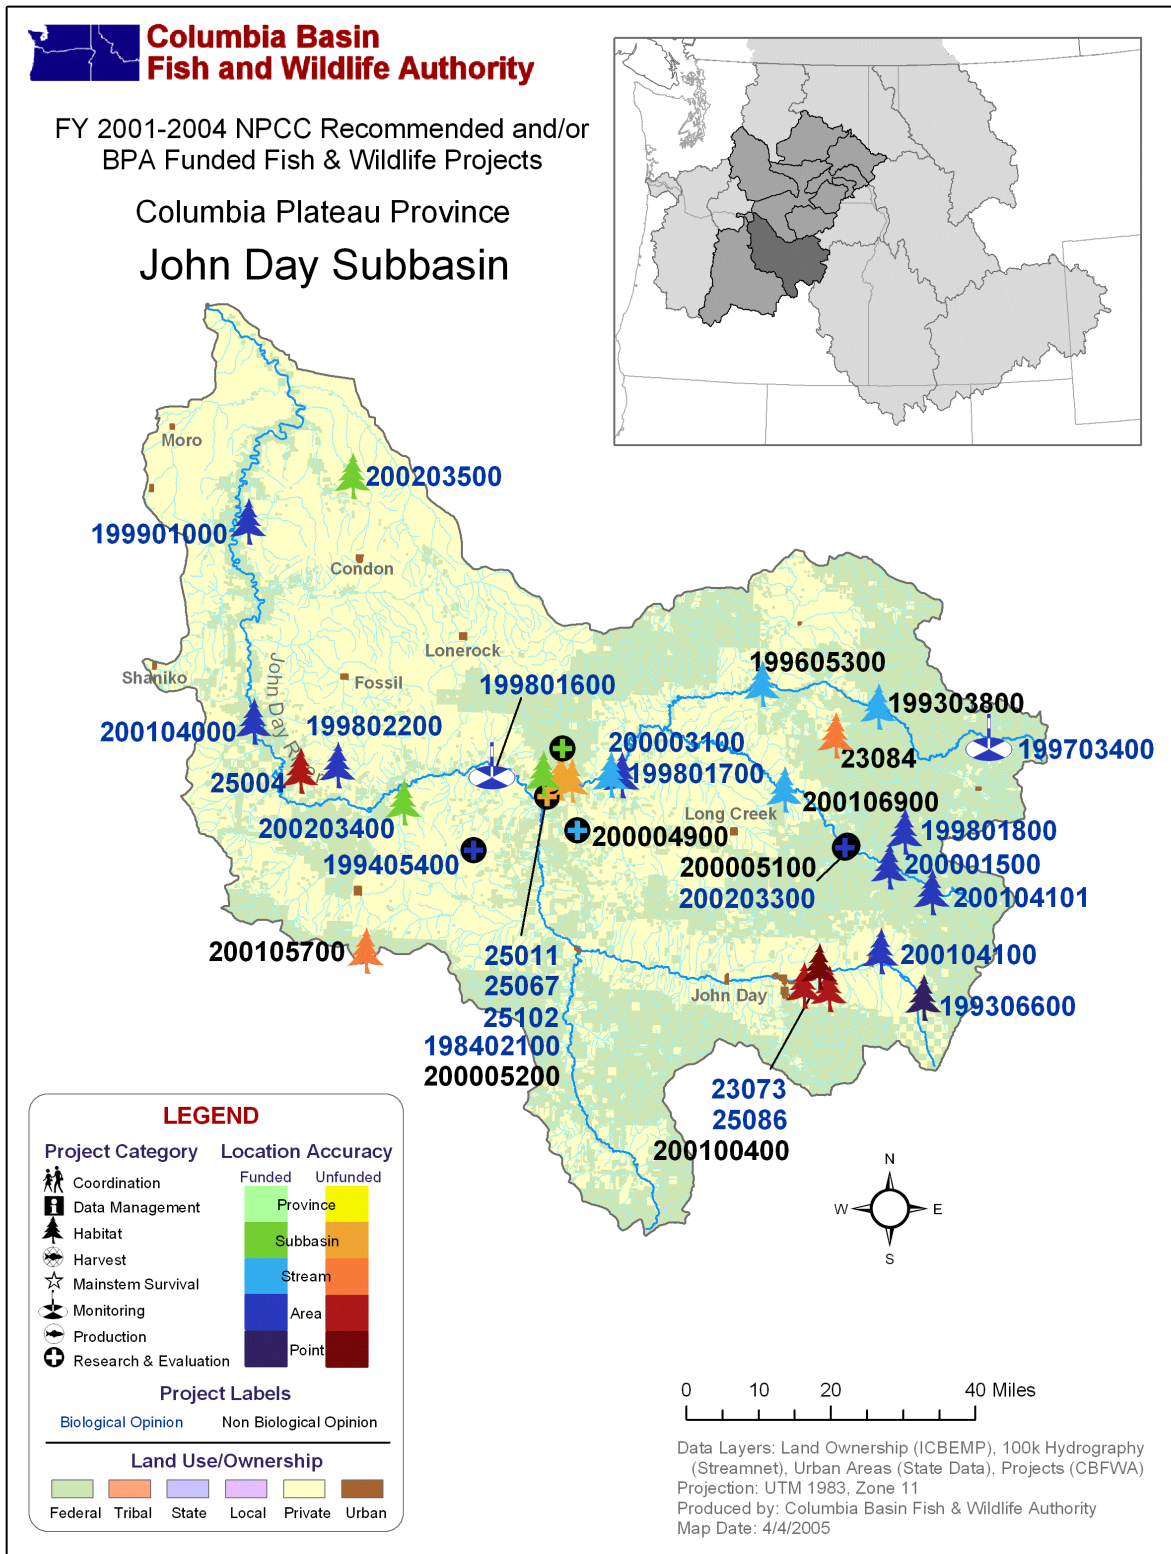 Columbia Basin
Fish and Wildlife Authority
FY 2001-2004 NPCC Recommended and/or
BPA Funded Fish & Wildlife Projects
Columbia Plateau Province
John Day Subbasin
Moro
200203500
199901000
Condon
Lonerock
Shaniko
Fossil
John Day River
199605300
199801600
199303800
200104000
199802200
200003100
199703400
23084
25004
199801700
200106900
Long Creek
200203400
200004900
199801800
199405400
200005100
200001500
200203300
200104101
200105700
25011
200104100
25067
John Day
199306600
25102
198402100
200005200
23073
25086
200100400
LEGEND
Project Category
Location Accuracy
Funded
Unfunded
Coordination
Data Management
Habitat
Harvest
Mainstem Survival
Monitoring
Production
Research & Evaluation
Province
Subbasin
Stream
Area
Point
Project Labels
Biological Opinion
Non Biological Opinion
Land Use/Ownership
Federal
Tribal
State
Local
Private
Urban
N
W
E
S
0 10 20 40 Miles
Data Layers: Land Ownership (ICBEMP), 100k Hydrography
(Streamnet), Urban Areas (State Data), Projects (CBFWA)
Projection: UTM 1983, Zone 11
Produced by: Columbia Basin Fish & Wildlife Authority
Map Date: 4/4/2005